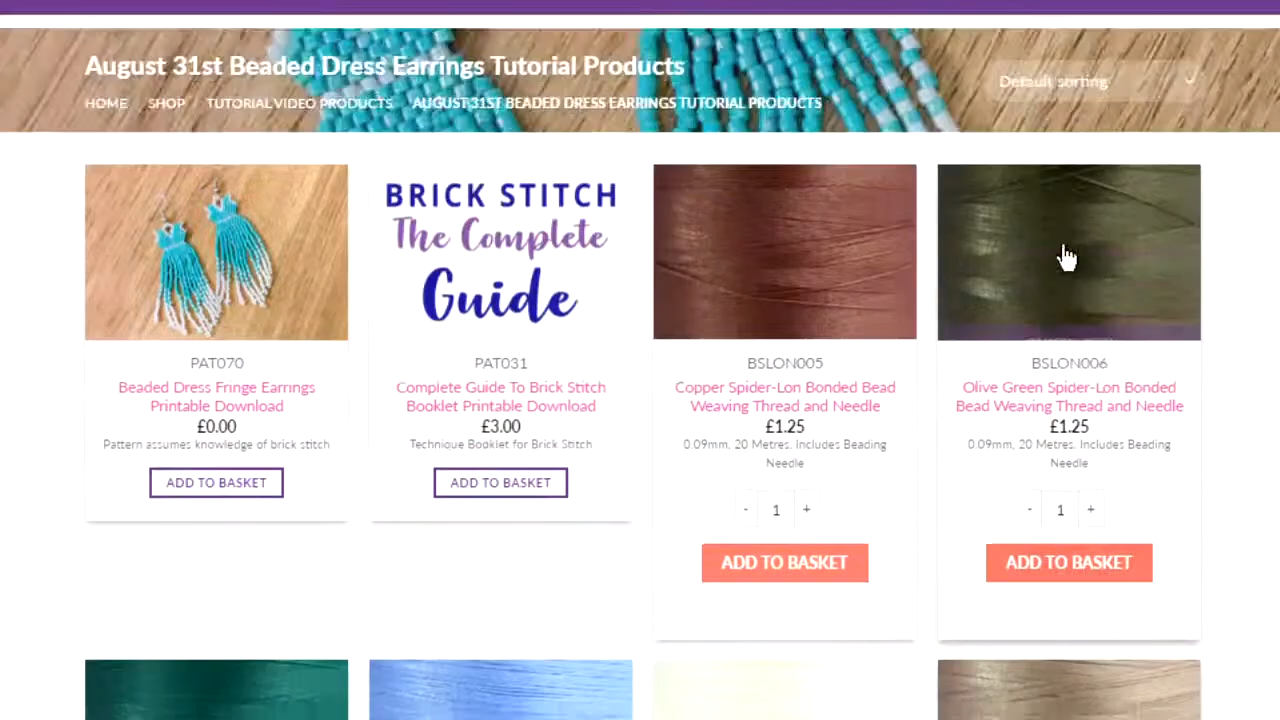 August 31st Beaded Dress Earrings Tutorial Products
Default sorting
HOME SHOP TUTORIAL VIDEO PRODUCTS AUGUST 31ST BEADED DRESS EARRINGS TUTORIAL PRODUCTS
BRICK STITCH
The Complete
Guide
PAT070
Beaded Dress Fringe Earrings
Printable Download
£0.00
Pattern assumes knowledge of brick stitch
ADD TO BASKET
PAT031
Complete Guide To Brick Stitch
Booklet Printable Download
£3.00
Technique Booklet for Brick Stitch
ADD TO BASKET
BSLON005
Copper Spider-Lon Bonded Bead
Weaving Thread and Needle
£1.25
0.09mm, 20 Metres. Includes Beading
Needle
- 1 +
ADD TO BASKET
BSLON006
Olive Green Spider-Lon Bonded
Bead Weaving Thread and Needle
£1.25
0.09mm, 20 Metres. Includes Beading
Needle
- 1 +
ADD TO BASKET